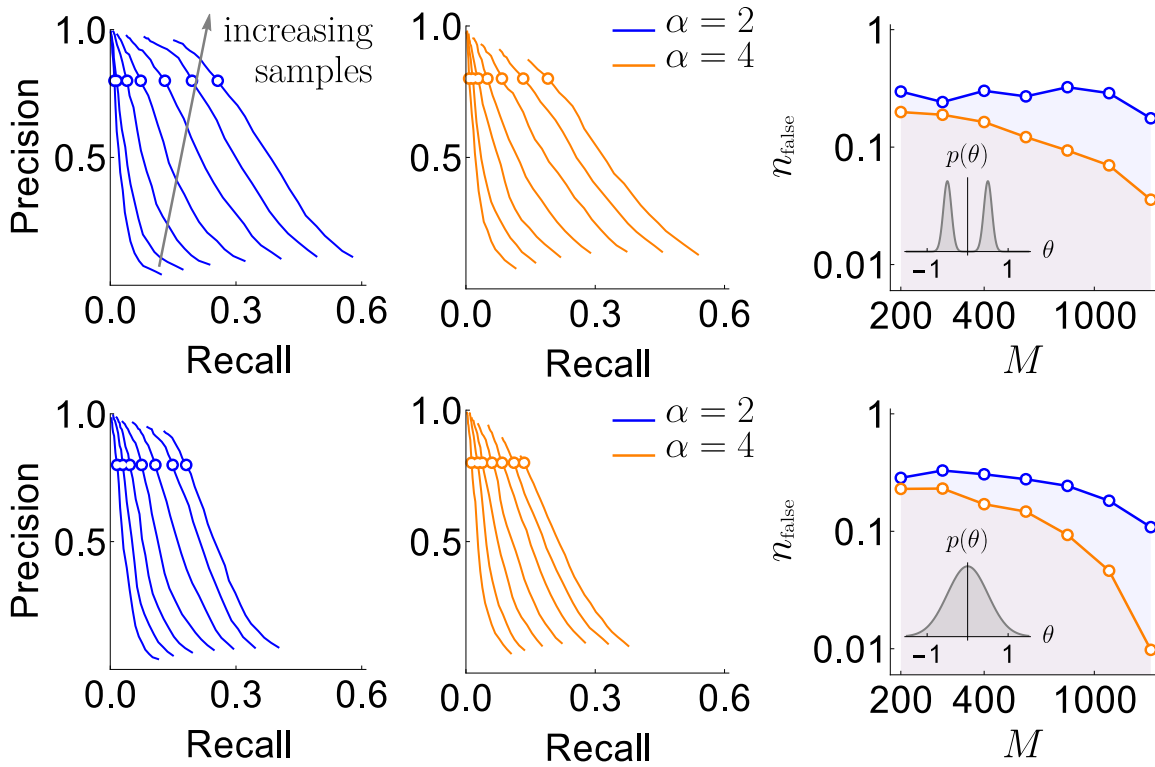 1.0
0.5
Precision
0.0
0.3
0.6
Recall
increasing
samples
1.0
0.5
0.0
0.3
0.6
Recall
α = 2
α = 4
1
0.1
0.01
n_false
p(θ)
−1
1
θ
200
400
1000
M
1.0
0.5
Precision
0.0
0.3
0.6
Recall
1.0
0.5
0.0
0.3
0.6
Recall
α = 2
α = 4
1
0.1
0.01
n_false
p(θ)
−1
1
θ
200
400
1000
M